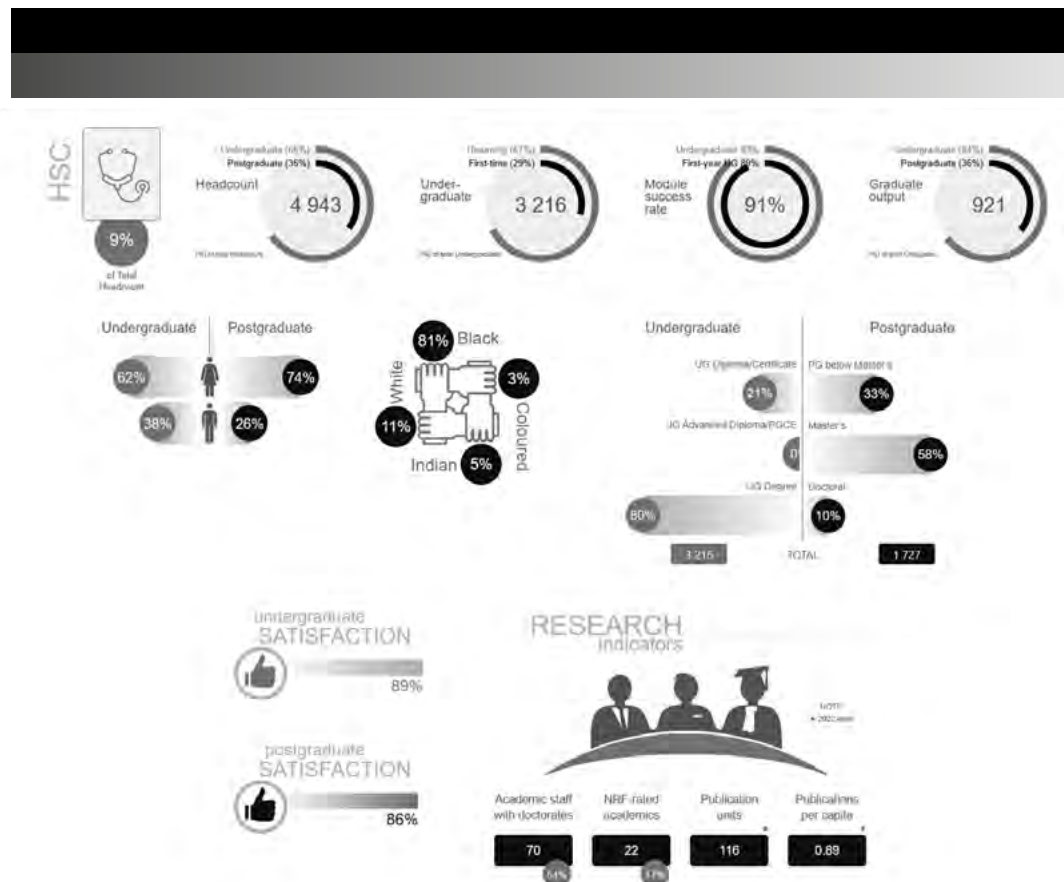 HSC
9%
of Total
Headcount
Postgraduate (36%)
Headcount
4 943
First-time (29%)
Under-
graduate
3 216
Module
success
rate
91%
Postgraduate (36%)
Graduate
output
921
Undergraduate
Postgraduate
62%
74%
38%
26%
81%
Black
White
3%
11%
Coloured
Indian
5%
Undergraduate
Postgraduate
UG Diploma/Certificate
PG below Master's
21%
33%
UG Advanced Diploma/PGCE
Master's
58%
UG Degree
Doctoral
80%
10%
TOTAL
1 727
undergraduate
SATISFACTION
89%
postgraduate
SATISFACTION
86%
RESEARCH
indicators
Academic staff
with doctorates
70
NRF-rated
academics
22
Publication
units
116
Publications
per capita
0.89